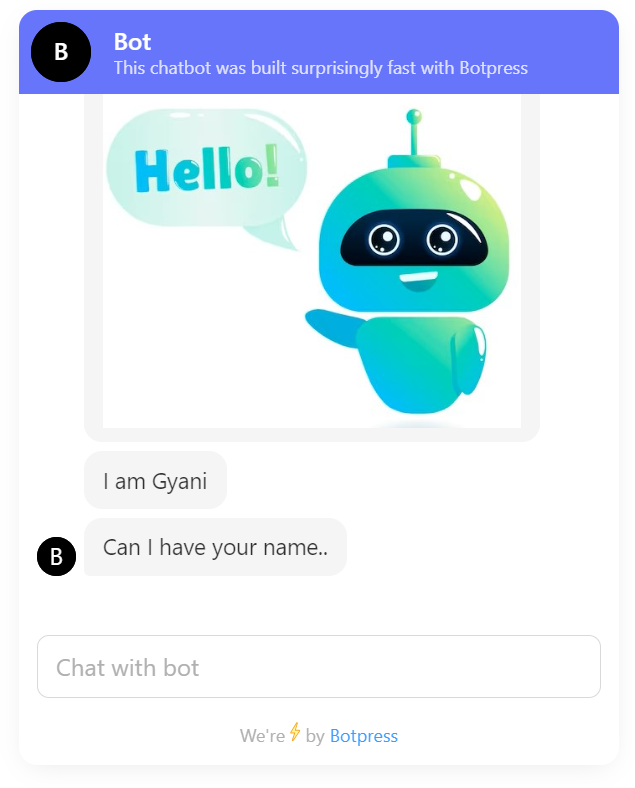 B
Bot
This chatbot was built surprisingly fast with Botpress
Hello!
I am Gyani
B
Can I have your name..
Chat with bot
We're⚡by Botpress